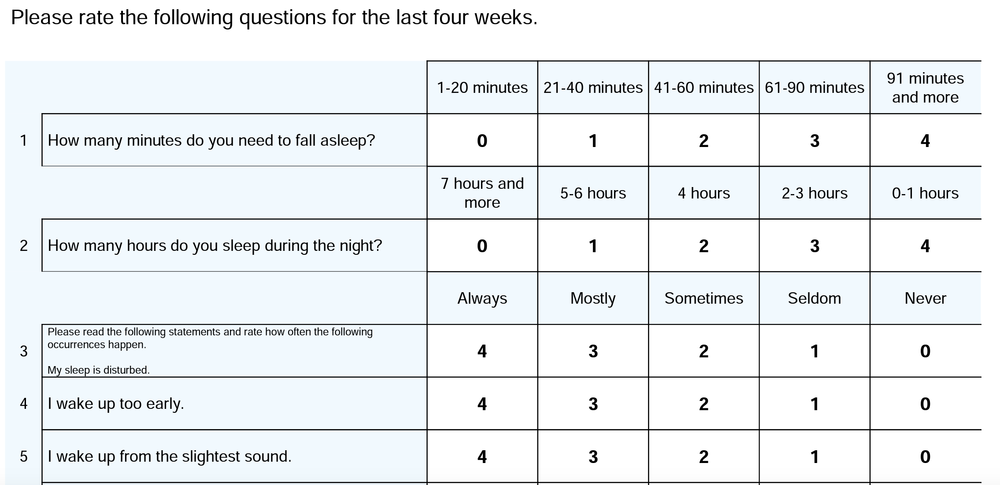 Please rate the following questions for the last four weeks.
1-20 minutes 21-40 minutes 41-60 minutes 61-90 minutes 91 minutes
and more
1 How many minutes do you need to fall asleep? 0 1 2 3 4
7 hours and
more 5-6 hours 4 hours 2-3 hours 0-1 hours
2 How many hours do you sleep during the night? 0 1 2 3 4
Always Mostly Sometimes Seldom Never
Please read the following statements and rate how often the following
occurrences happen.
3 4 3 2 1 0
My sleep is disturbed.
4 I wake up too early. 4 3 2 1 0
5 I wake up from the slightest sound. 4 3 2 1 0